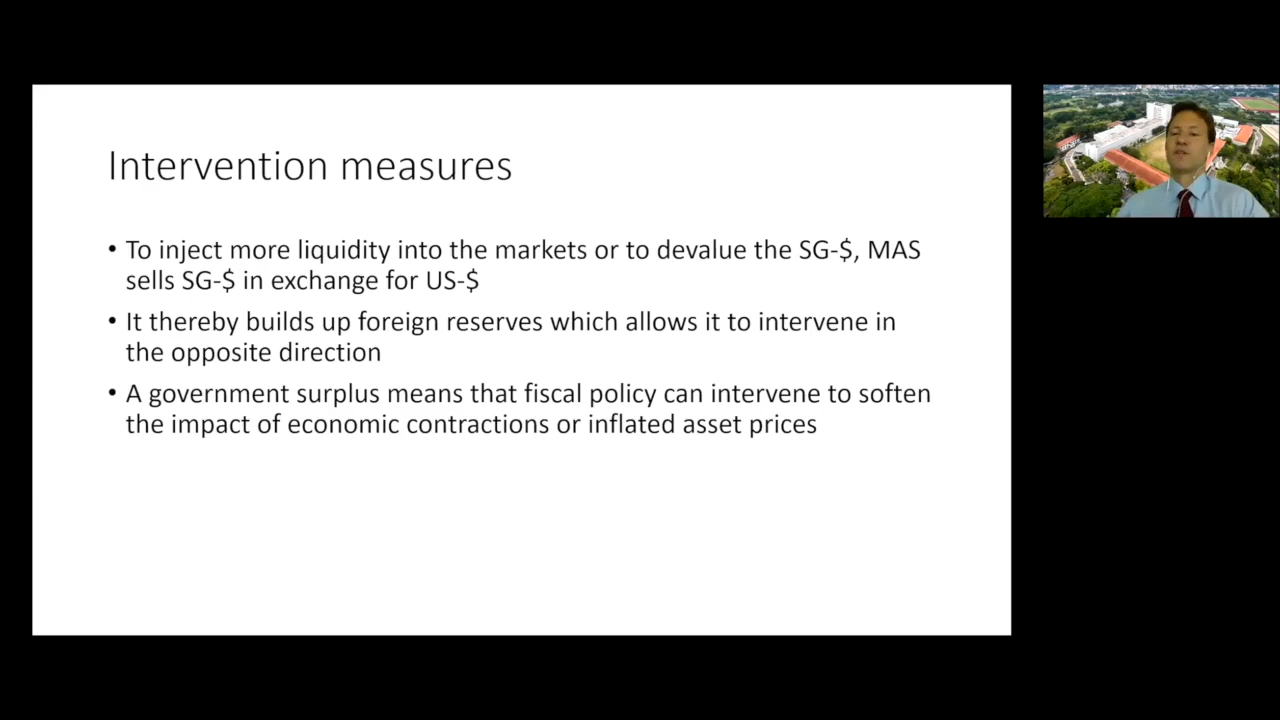 Intervention measures
• To inject more liquidity into the markets or to devalue the SG-$, MAS
sells SG-$ in exchange for US-$
• It thereby builds up foreign reserves which allows it to intervene in
the opposite direction
• A government surplus means that fiscal policy can intervene to soften
the impact of economic contractions or inflated asset prices